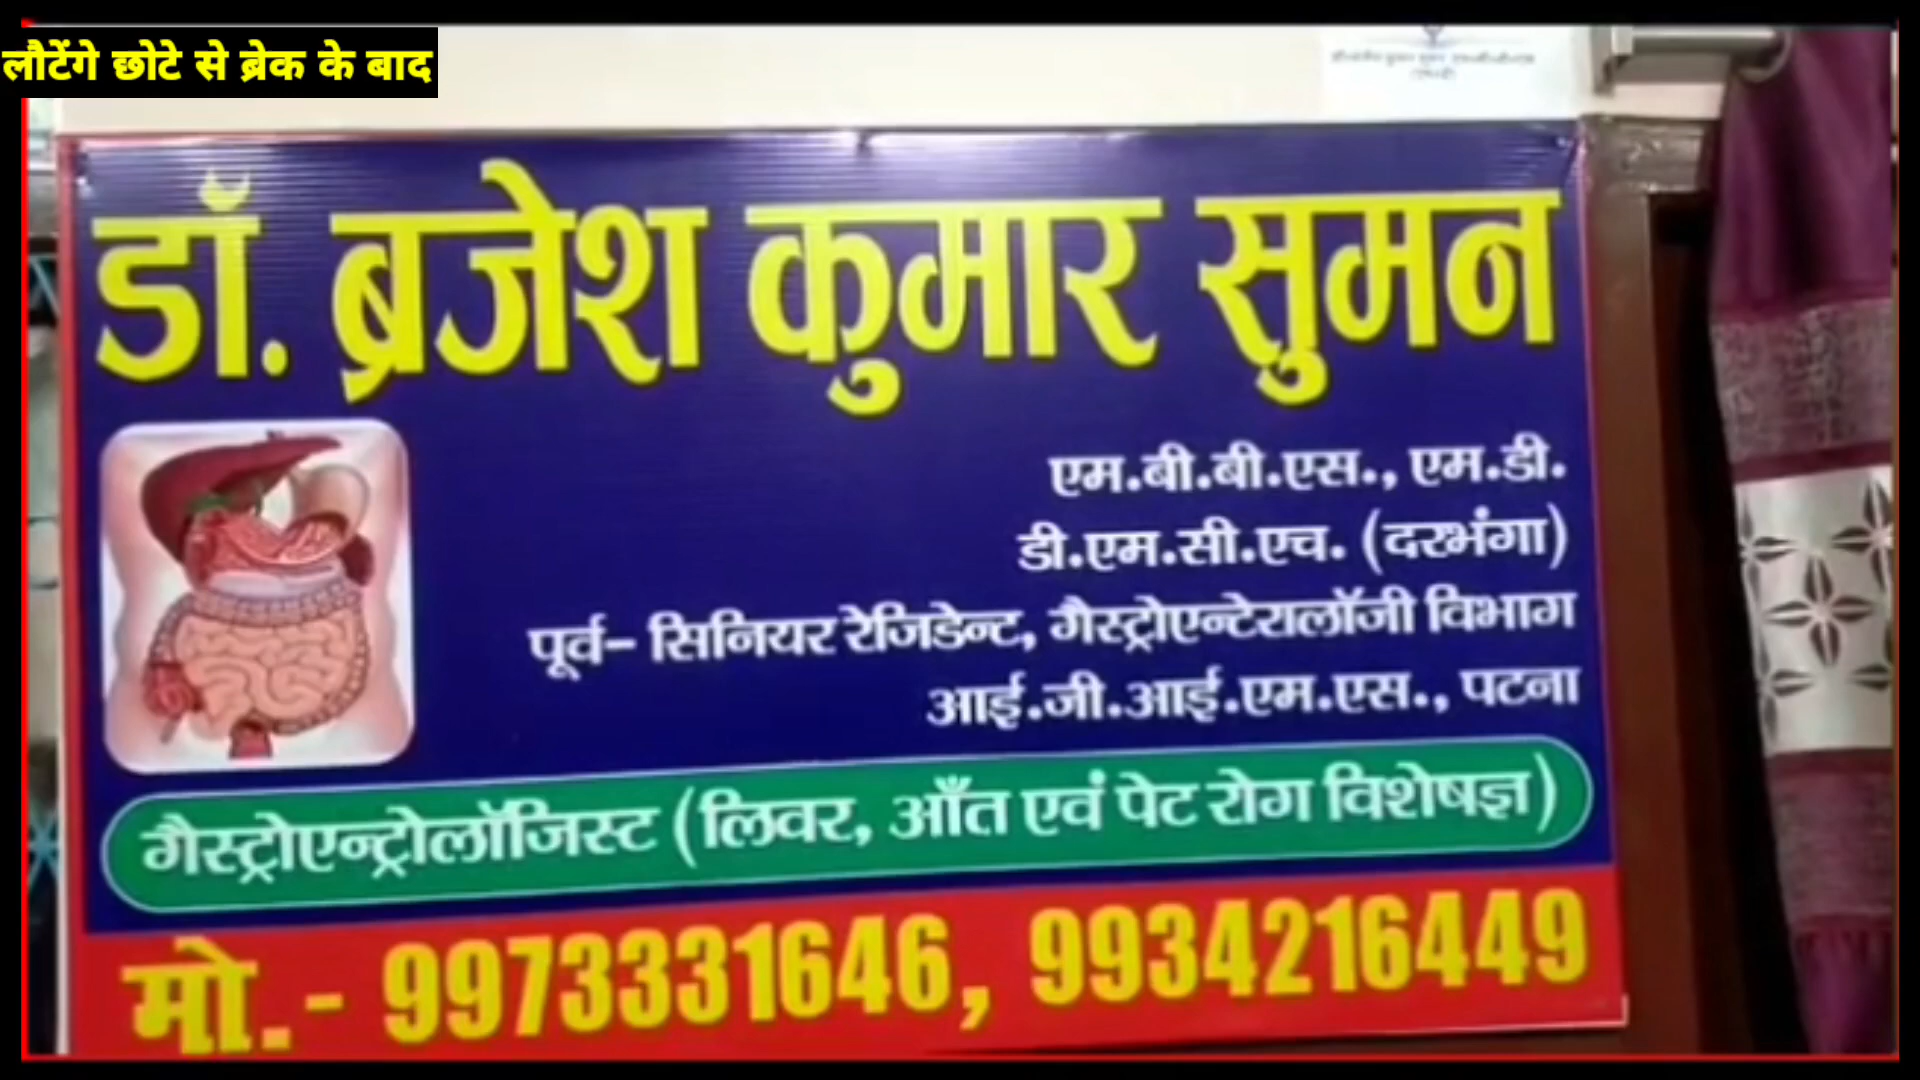 लौटेंगे छोटे से ब्रेक के बाद
डॉ. ब्रजेश कुमार सुमन
एम.बी.बी.एस., एम.डी.
डी.एम.सी.एच. (दरभंगा)
पूर्व- सिनियर रेजिडेन्ट, गैस्ट्रोएन्टेरालॉजी विभाग
आई.जी.आई.एम.एस., पटना
गैस्ट्रोएन्ट्रोलॉजिस्ट (लिवर, आँत एवं पेट रोग विशेषज्ञ)
मो.- 9973331646, 9934216449